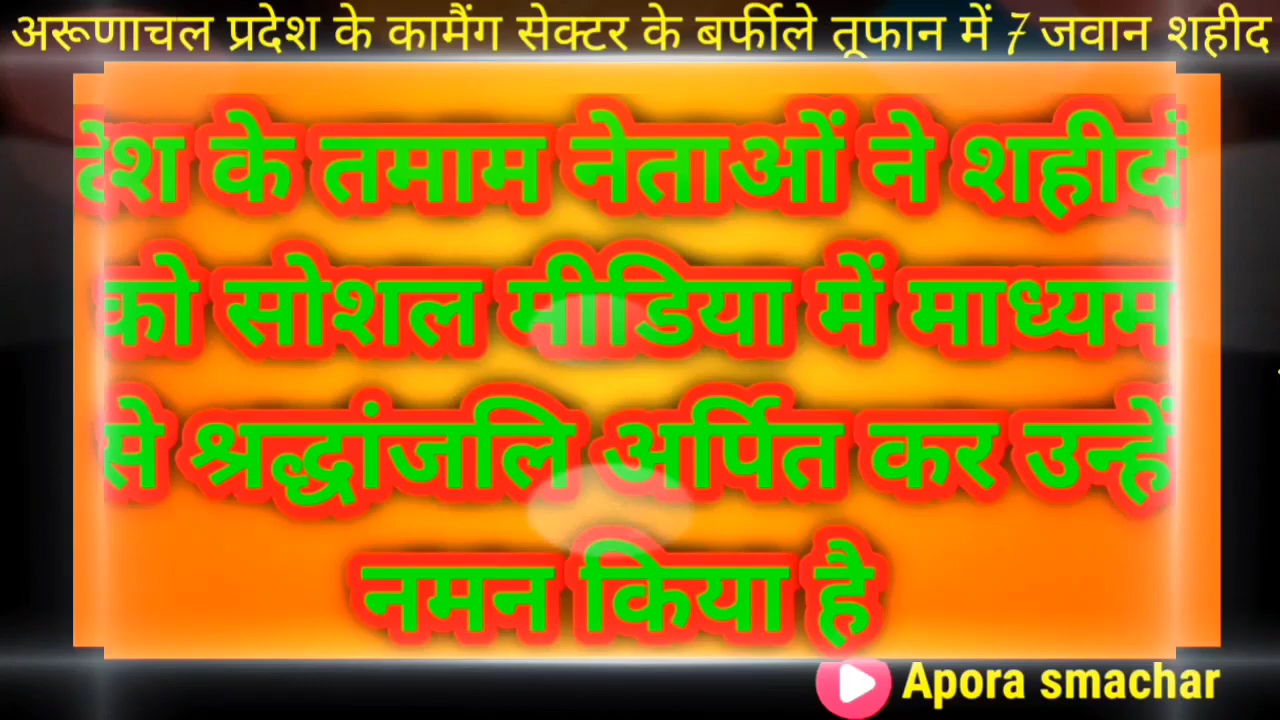 अरूणाचल प्रदेश के कामैंग सेक्टर के बर्फीले तूफान में 7 जवान शहीद
देश के तमाम नेताओं ने शहीदों
को सोशल मीडिया में माध्यम
से श्रद्धांजलि अर्पित कर उन्हें
नमन किया है
Apora smachar